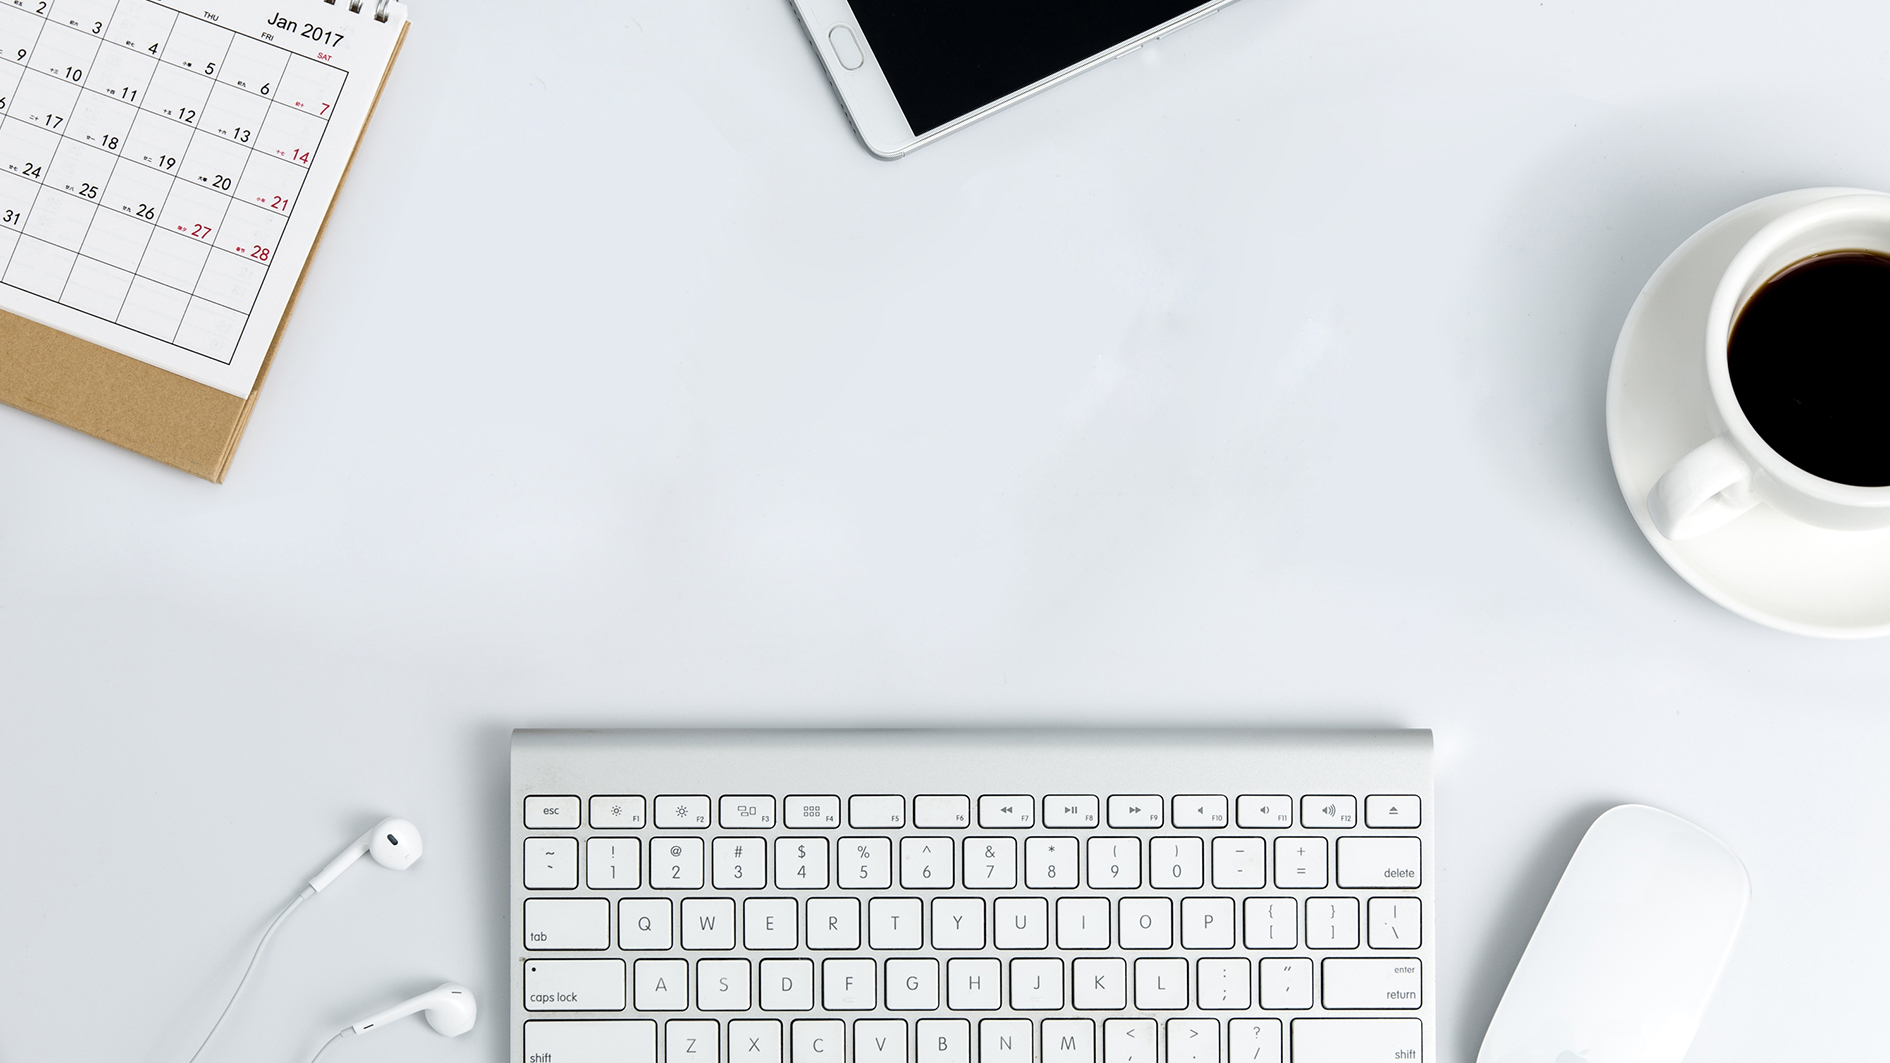 Jan 2017
THU
FRI
SAT
2 3 4 5 6 7
9 10 11 12 13 14
17 18 19 20 21
24 25 26 27 28
31
esc F1 F2 F3 F4 F5 F6 F7 F8 F9 F10 F11 F12
~ ! @ # $ % ^ & * ( ) — +
` 1 2 3 4 5 6 7 8 9 0 - = delete
tab Q W E R T Y U I O P { } |
[ ] \
caps lock A S D F G H J K L : " enter
; ' return
shift Z X C V B N M < > ? shift
, . /